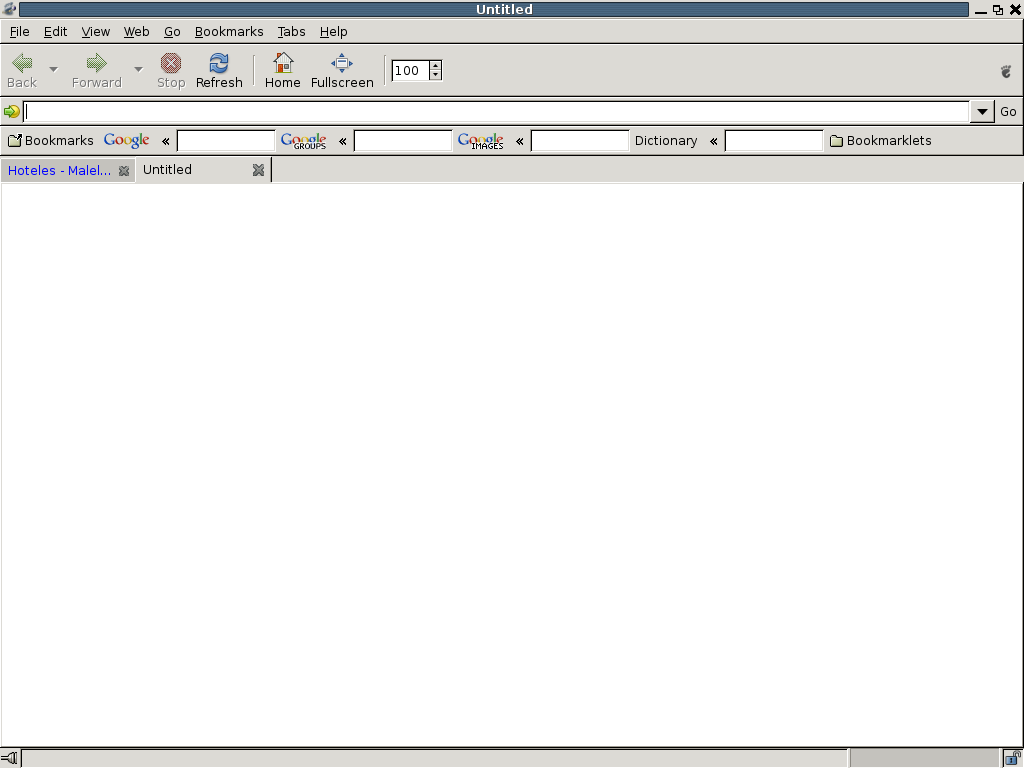 Untitled
File Edit View Web Go Bookmarks Tabs Help
Back Forward Stop Refresh Home Fullscreen 100
Go
Bookmarks Google « Google GROUPS « Google IMAGES « Dictionary « Bookmarklets
Hoteles - Malel... Untitled